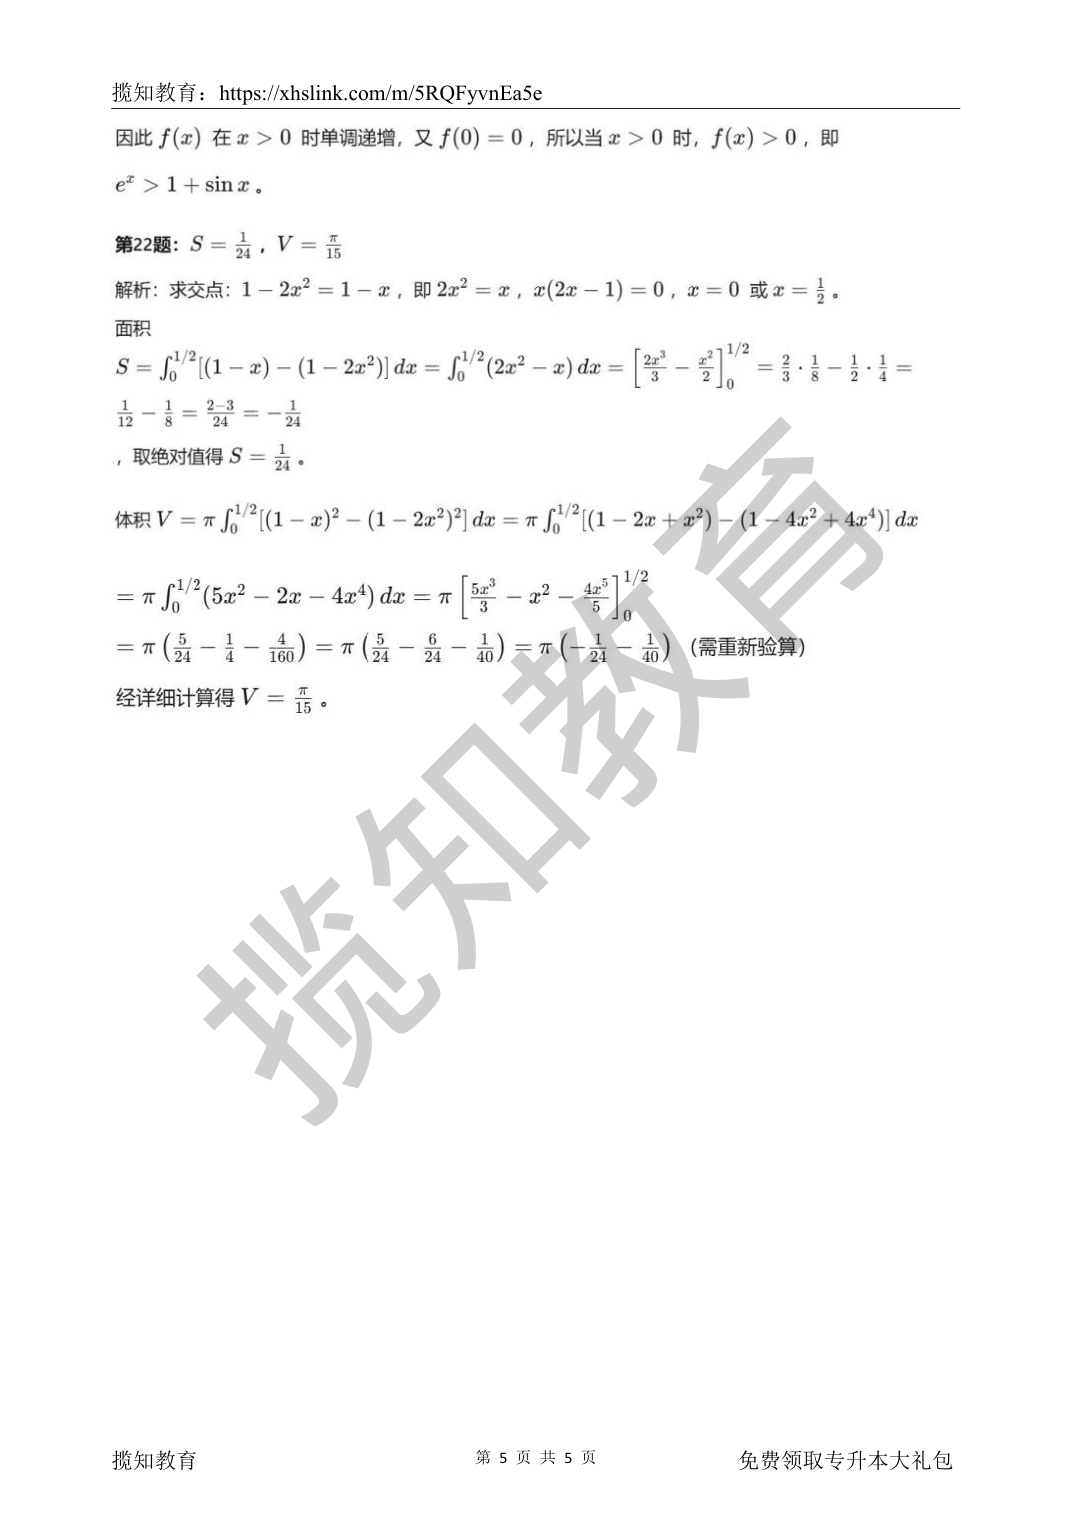 揽知教育：https://xhslink.com/m/5RQFyvnEa5e
因此 f(x) 在 x > 0 时单调递增，又 f(0) = 0，所以当 x > 0 时，f(x) > 0，即
e^x > 1 + sin x。
第22题：S = 1/24，V = π/15
解析：求交点：1 − 2x² = 1 − x，即 2x² = x，x(2x − 1) = 0，x = 0 或 x = 1/2。
面积
S = ∫₀^{1/2}[(1 − x) − (1 − 2x²)] dx = ∫₀^{1/2}(2x² − x) dx = [2x³/3 − x²/2]₀^{1/2} = 2/3 · 1/8 − 1/2 · 1/4 =
1/12 − 1/8 = (2−3)/24 = −1/24
，取绝对值得 S = 1/24。
体积 V = π ∫₀^{1/2}[(1 − x)² − (1 − 2x²)²] dx = π ∫₀^{1/2}[(1 − 2x + x²) − (1 − 4x² + 4x⁴)] dx
= π ∫₀^{1/2}(5x² − 2x − 4x⁴) dx = π [5x³/3 − x² − 4x⁵/5]₀^{1/2}
= π (5/24 − 1/4 − 4/160) = π (5/24 − 6/24 − 1/40) = π (−1/24 − 1/40)（需重新验算）
经详细计算得 V = π/15。
揽知教育
揽知教育
第 5 页 共 5 页
免费领取专升本大礼包